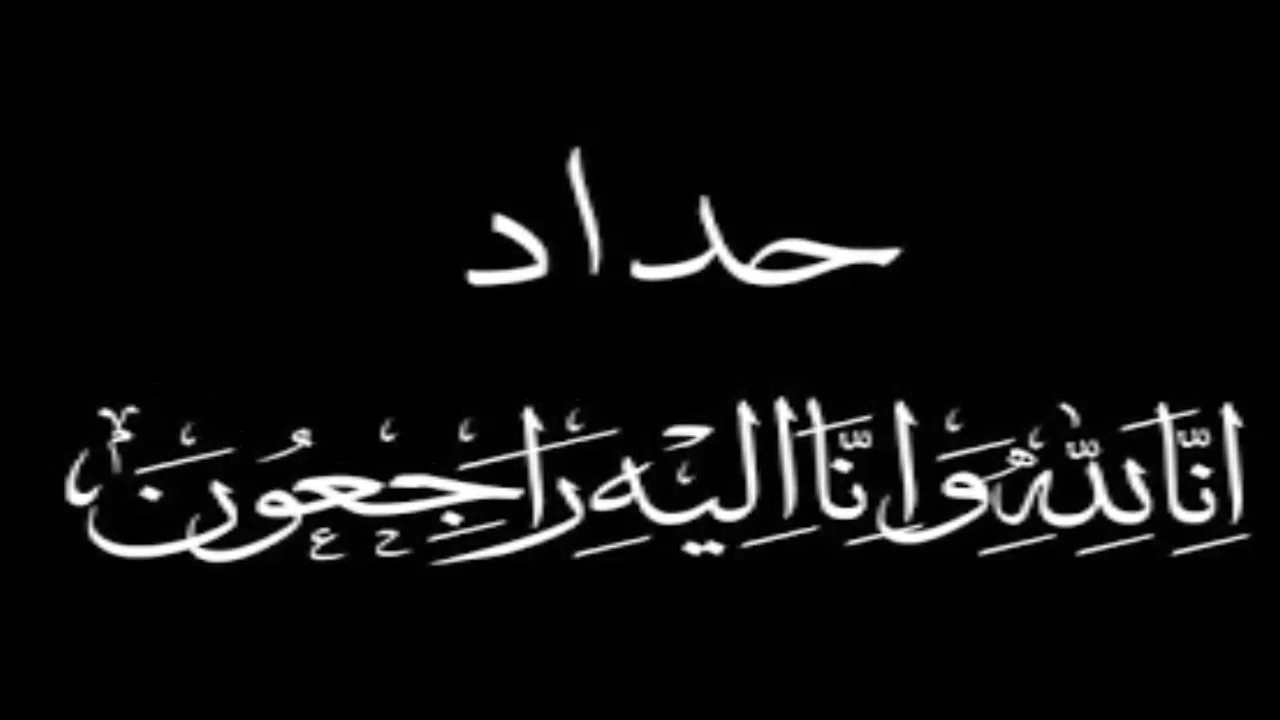 حداد
اِنَّا لِلّٰهِ وَاِنَّا اِلَيْهِ رَاجِعُونَ